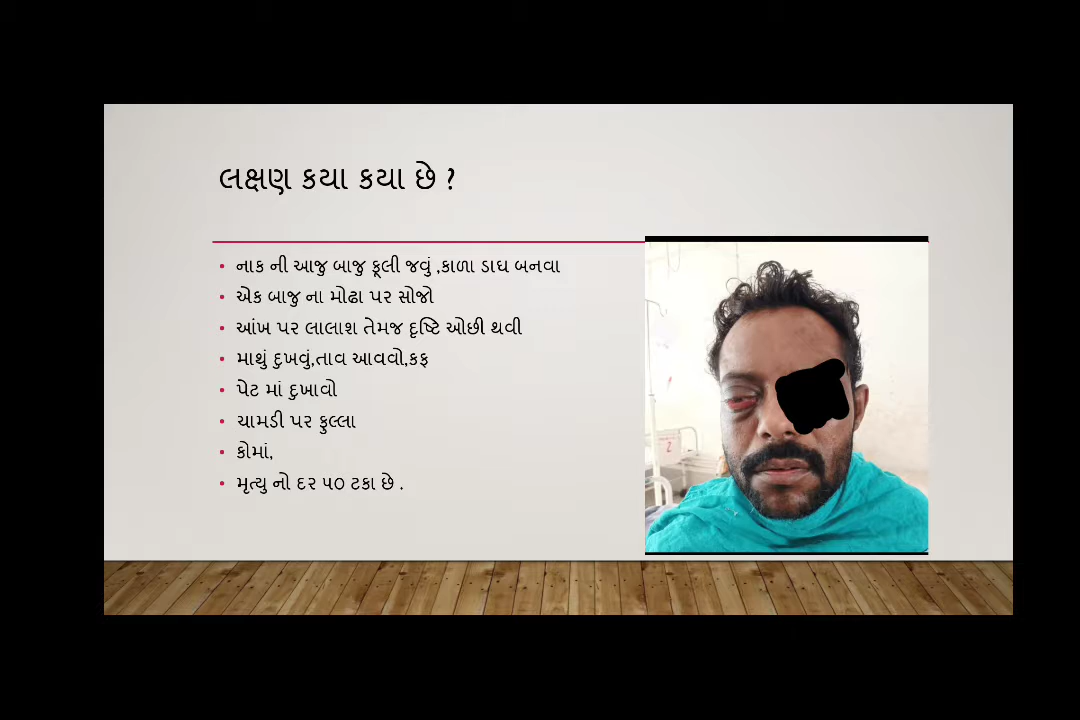 લક્ષણ કયા કયા છે ?
નાક ની આજુ બાજુ ફૂલી જવું ,કાળા ડાઘ બનવા
એક બાજુ ના મોઢા પર સોજો
આંખ પર લાલાશ તેમજ દૃષ્ટિ ઓછી થવી
માથું દુખવું,તાવ આવવો,કફ
પેટ માં દુખાવો
ચામડી પર ફુલ્લા
કોમાં,
મૃત્યુ નો દર ૫૦ ટકા છે .
2